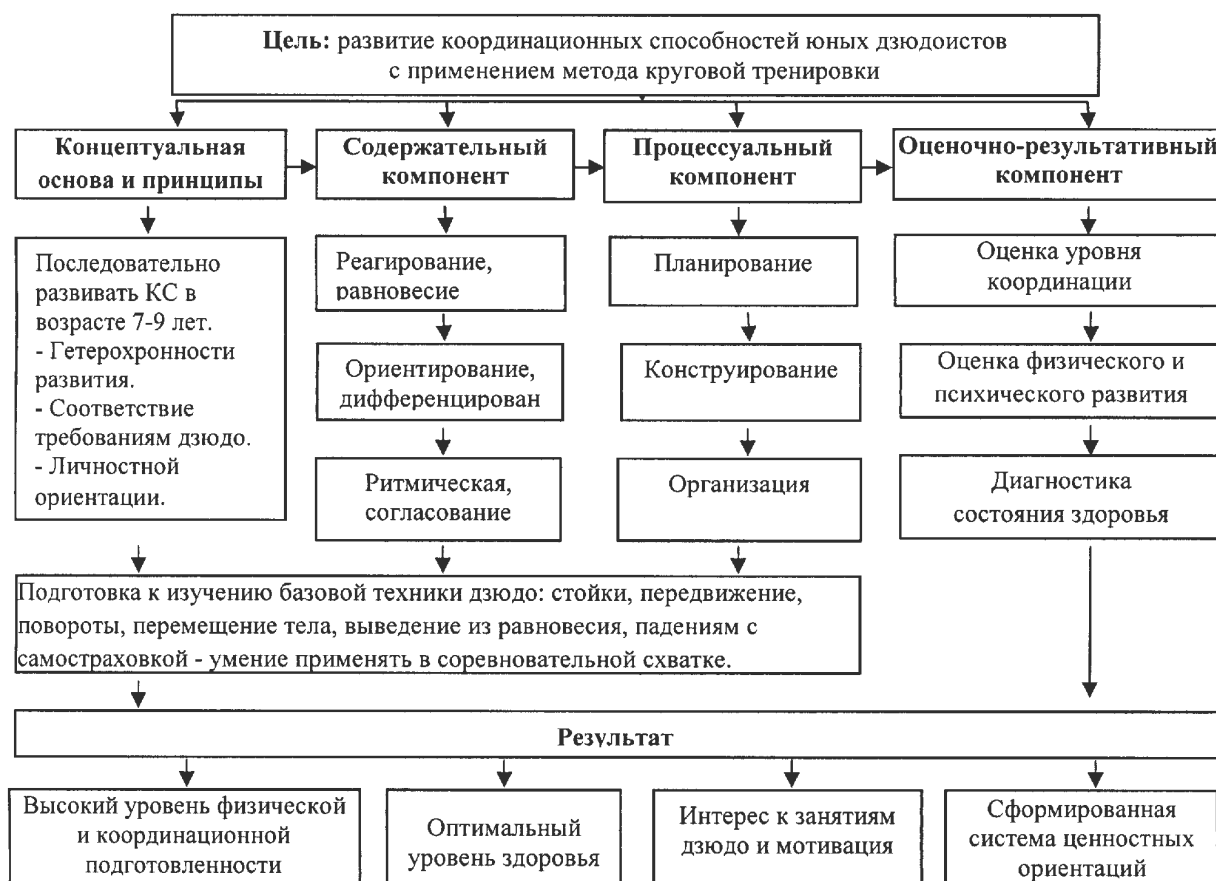 Цель: развитие координационных способностей юных дзюдоистов
с применением метода круговой тренировки
Концептуальная
основа и принципы
Содержательный
компонент
Процессуальный
компонент
Оценочно-результативный
компонент
Последовательно
развивать КС в
возрасте 7-9 лет.
- Гетерохронности
развития.
- Соответствие
требованиям дзюдо.
- Личностной
ориентации.
Реагирование,
равновесие
Ориентирование,
дифференцирован
Ритмическая,
согласование
Планирование
Конструирование
Организация
Оценка уровня
координации
Оценка физического и
психического развития
Диагностика
состояния здоровья
Подготовка к изучению базовой техники дзюдо: стойки, передвижение,
повороты, перемещение тела, выведение из равновесия, падениям с
самостраховкой - умение применять в соревновательной схватке.
Результат
Высокий уровень физической
и координационной
подготовленности
Оптимальный
уровень здоровья
Интерес к занятиям
дзюдо и мотивация
Сформированная
система ценностных
ориентаций